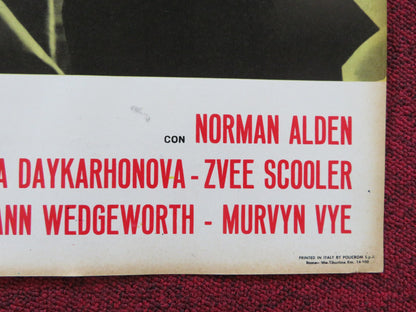 CON NORMAN ALDEN
A DAYKARHONOVA - ZVEE SCOOLER
ANN WEDGEWORTH - MURVYN VYE
PRINTED IN ITALY BY POLICROM S.p.A.